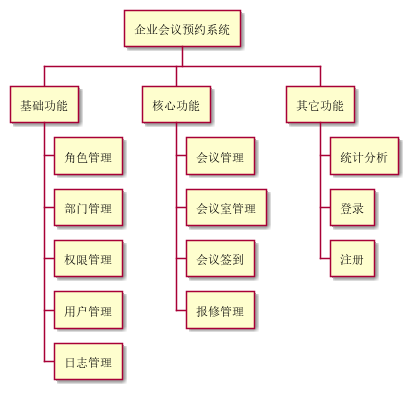 企业会议预约系统
基础功能
核心功能
其它功能
角色管理
部门管理
权限管理
用户管理
日志管理
会议管理
会议室管理
会议签到
报修管理
统计分析
登录
注册